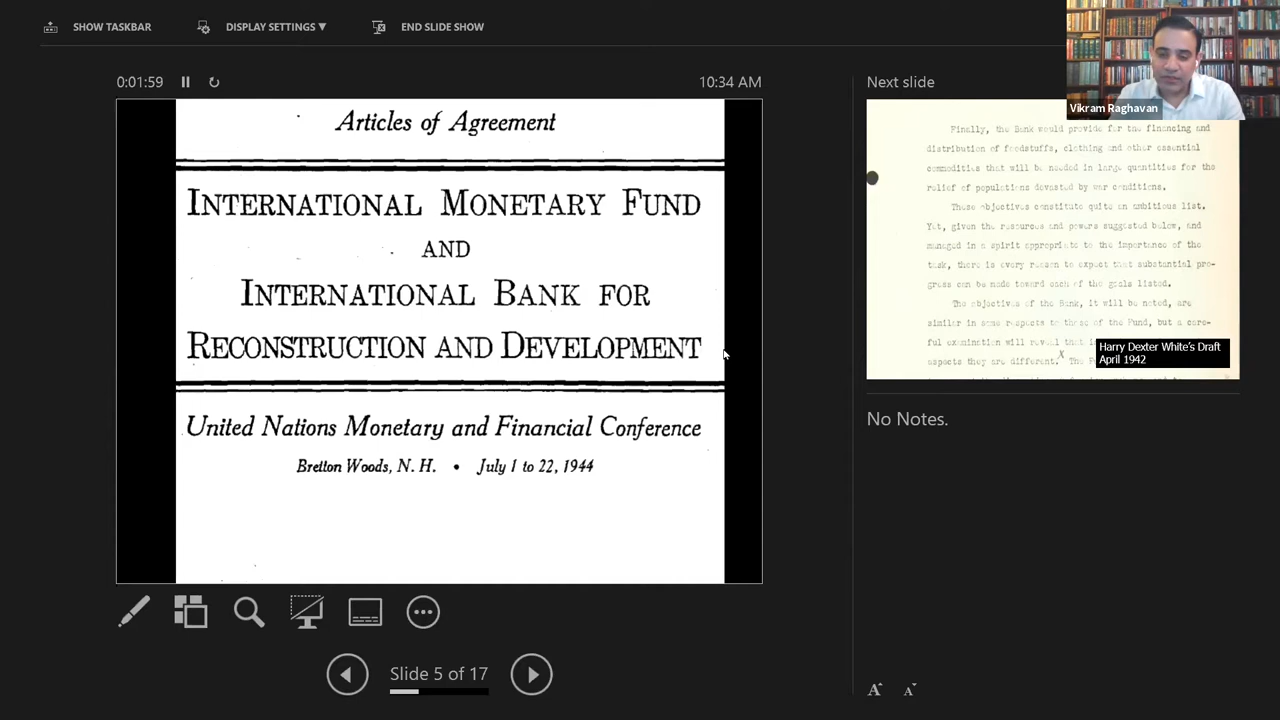 SHOW TASKBAR
DISPLAY SETTINGS ▼
END SLIDE SHOW
0:01:59
10:34 AM
Articles of Agreement
INTERNATIONAL MONETARY FUND
AND
INTERNATIONAL BANK FOR
RECONSTRUCTION AND DEVELOPMENT
United Nations Monetary and Financial Conference
Bretton Woods, N. H. • July 1 to 22, 1944
Slide 5 of 17
Next slide
Vikram Raghavan
Finally, the Bank would provide for the financing and
distribution of foodstuffs, clothing and other essential
commodities that will be needed in large quantities for the
relief of populations devasted by war conditions.
These objectives constitute quite an ambitious list.
Yet, given the resources and powers suggested below, and
managed in a spirit appropriate to the importance of the
task, there is every reason to expect that substantial pro-
gress can be made toward each of the goals listed.
The objectives of the Bank, it will be noted, are
similar in some respects to those of the Fund, but a care-
ful examination will reveal that
aspects they are different. The
Harry Dexter White's Draft
April 1942
No Notes.
A A